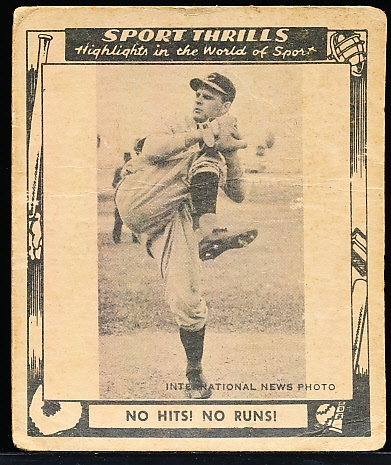 SPORT THRILLS
Highlights in the World of Sport
INTERNATIONAL NEWS PHOTO
NO HITS! NO RUNS!